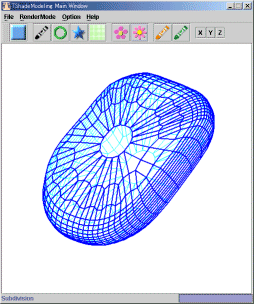 TShadeModeling Main Window
File RenderMode Option Help
X Y Z
Subdivision